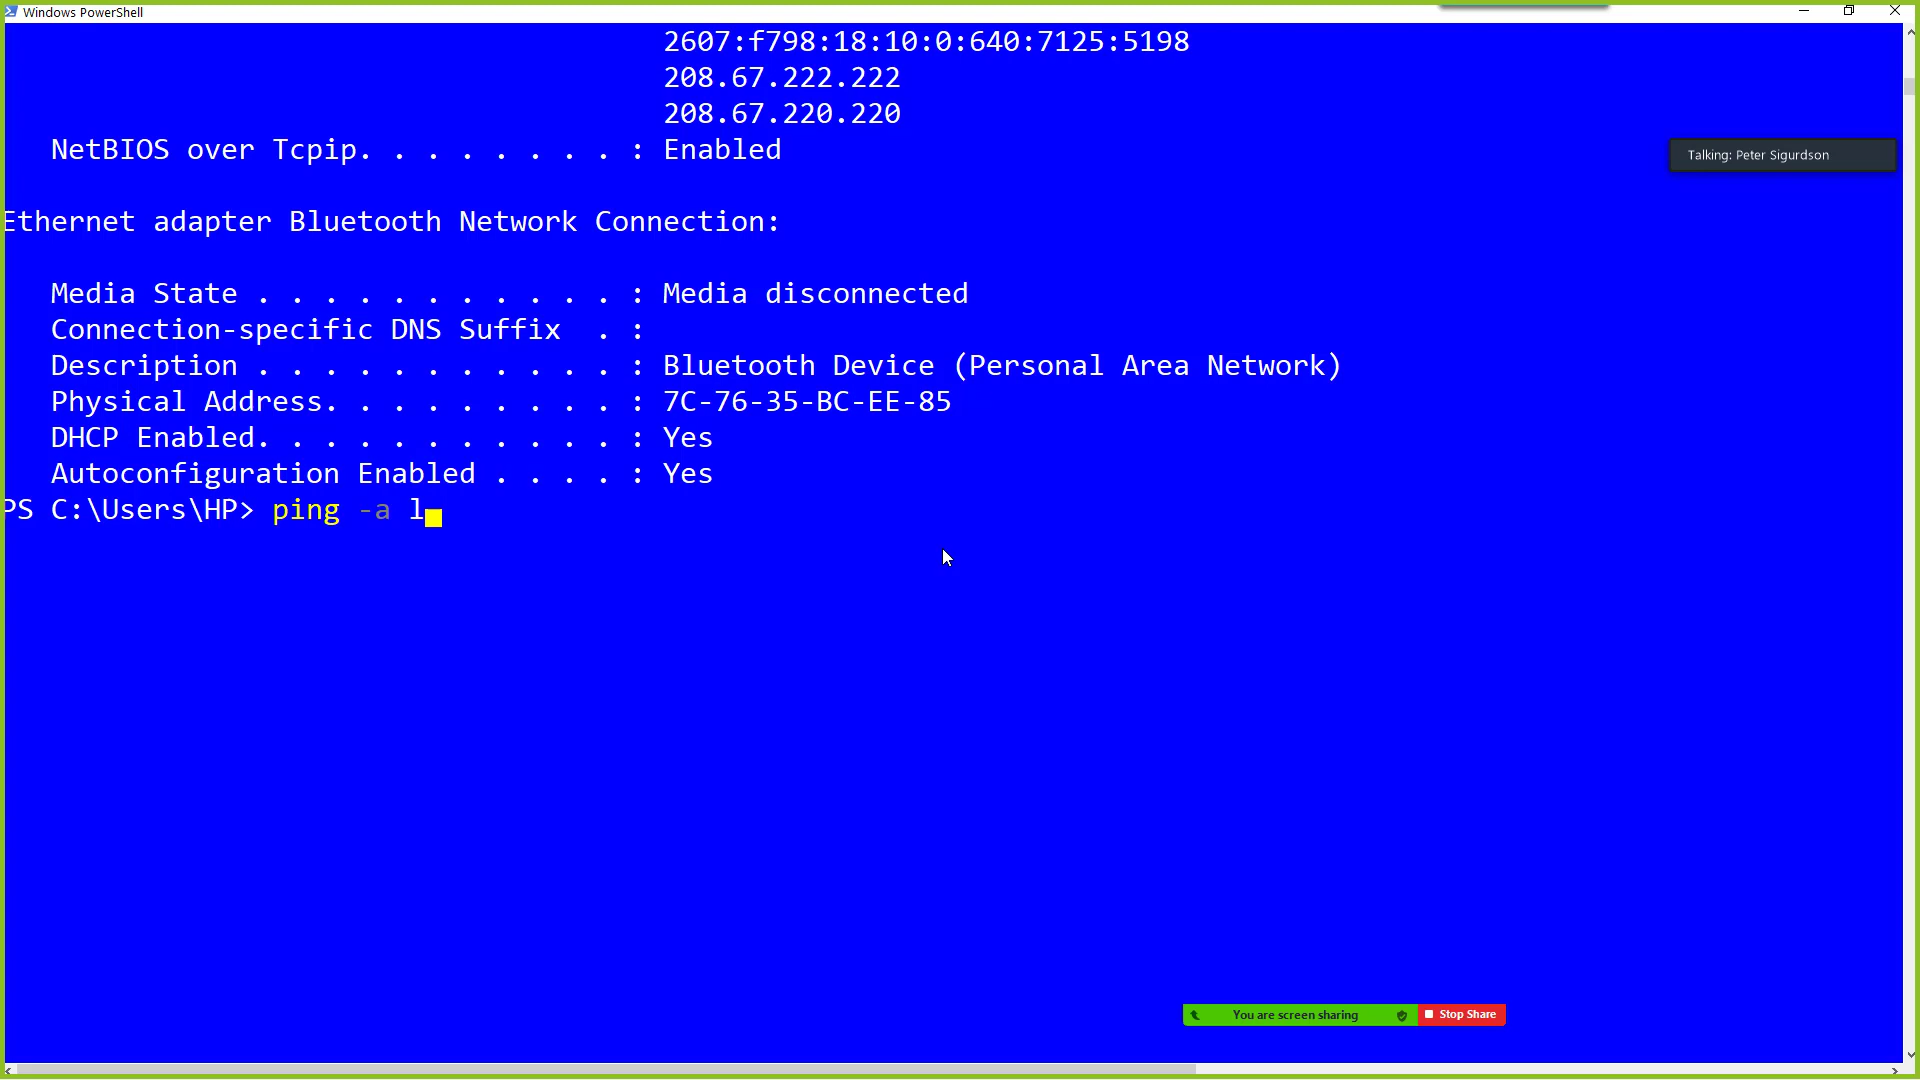 Windows PowerShell
2607:f798:18:10:0:640:7125:5198
208.67.222.222
208.67.220.220
NetBIOS over Tcpip. . . . . . . . : Enabled
Talking: Peter Sigurdson
Ethernet adapter Bluetooth Network Connection:
Media State . . . . . . . . . . . : Media disconnected
Connection-specific DNS Suffix  . :
Description . . . . . . . . . . . : Bluetooth Device (Personal Area Network)
Physical Address. . . . . . . . . : 7C-76-35-BC-EE-85
DHCP Enabled. . . . . . . . . . . : Yes
Autoconfiguration Enabled . . . . : Yes
PS C:\Users\HP> ping -a l
You are screen sharing
Stop Share